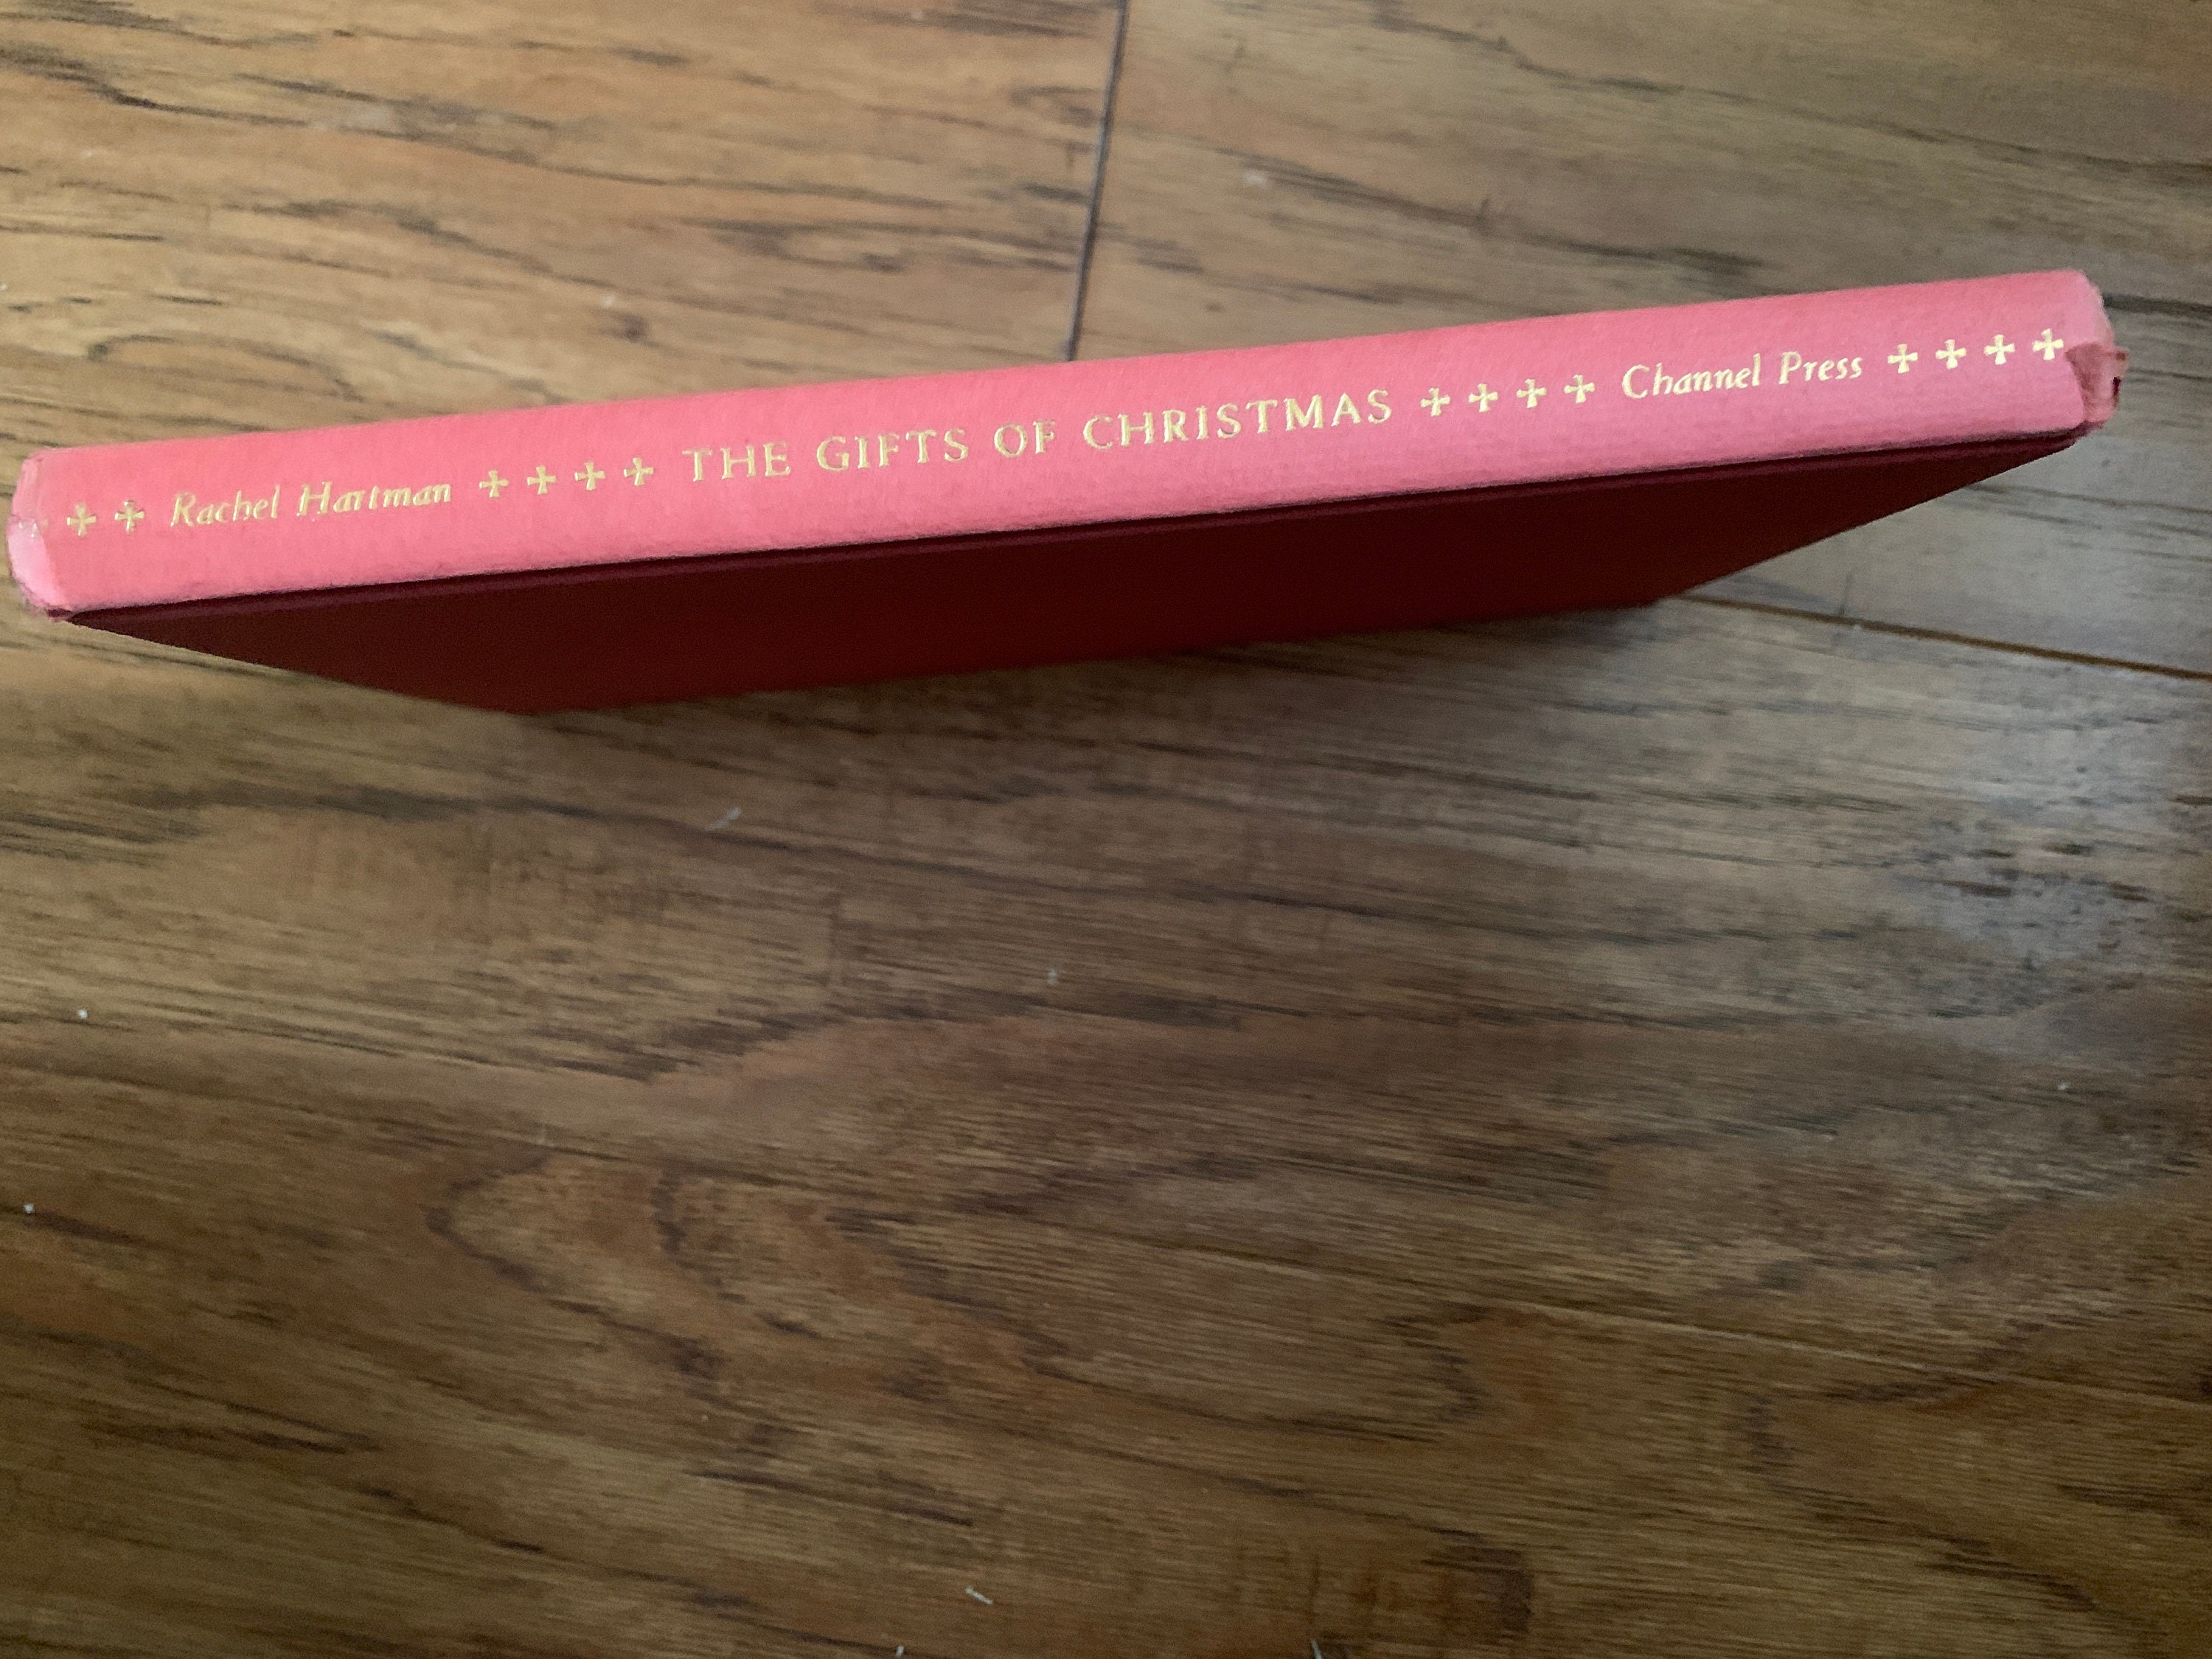 Rachel Hartman THE GIFTS OF CHRISTMAS Channel Press